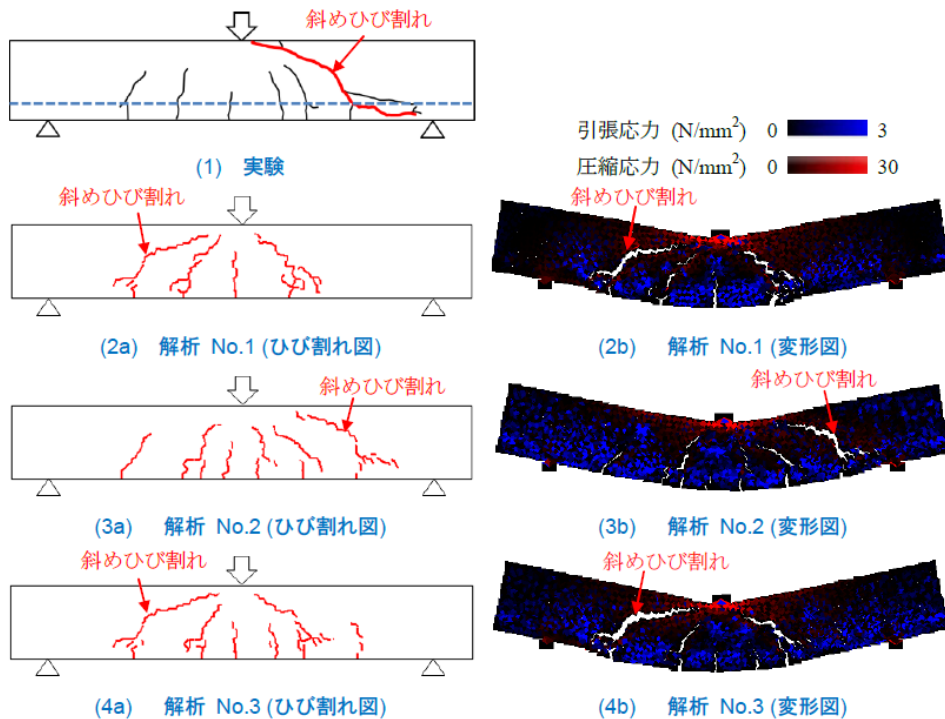 斜めひび割れ
(1) 実験
引張応力 (N/mm²) 0 3
圧縮応力 (N/mm²) 0 30
斜めひび割れ
斜めひび割れ
(2a) 解析 No.1 (ひび割れ図)
(2b) 解析 No.1 (変形図)
斜めひび割れ
斜めひび割れ
(3a) 解析 No.2 (ひび割れ図)
(3b) 解析 No.2 (変形図)
斜めひび割れ
斜めひび割れ
(4a) 解析 No.3 (ひび割れ図)
(4b) 解析 No.3 (変形図)